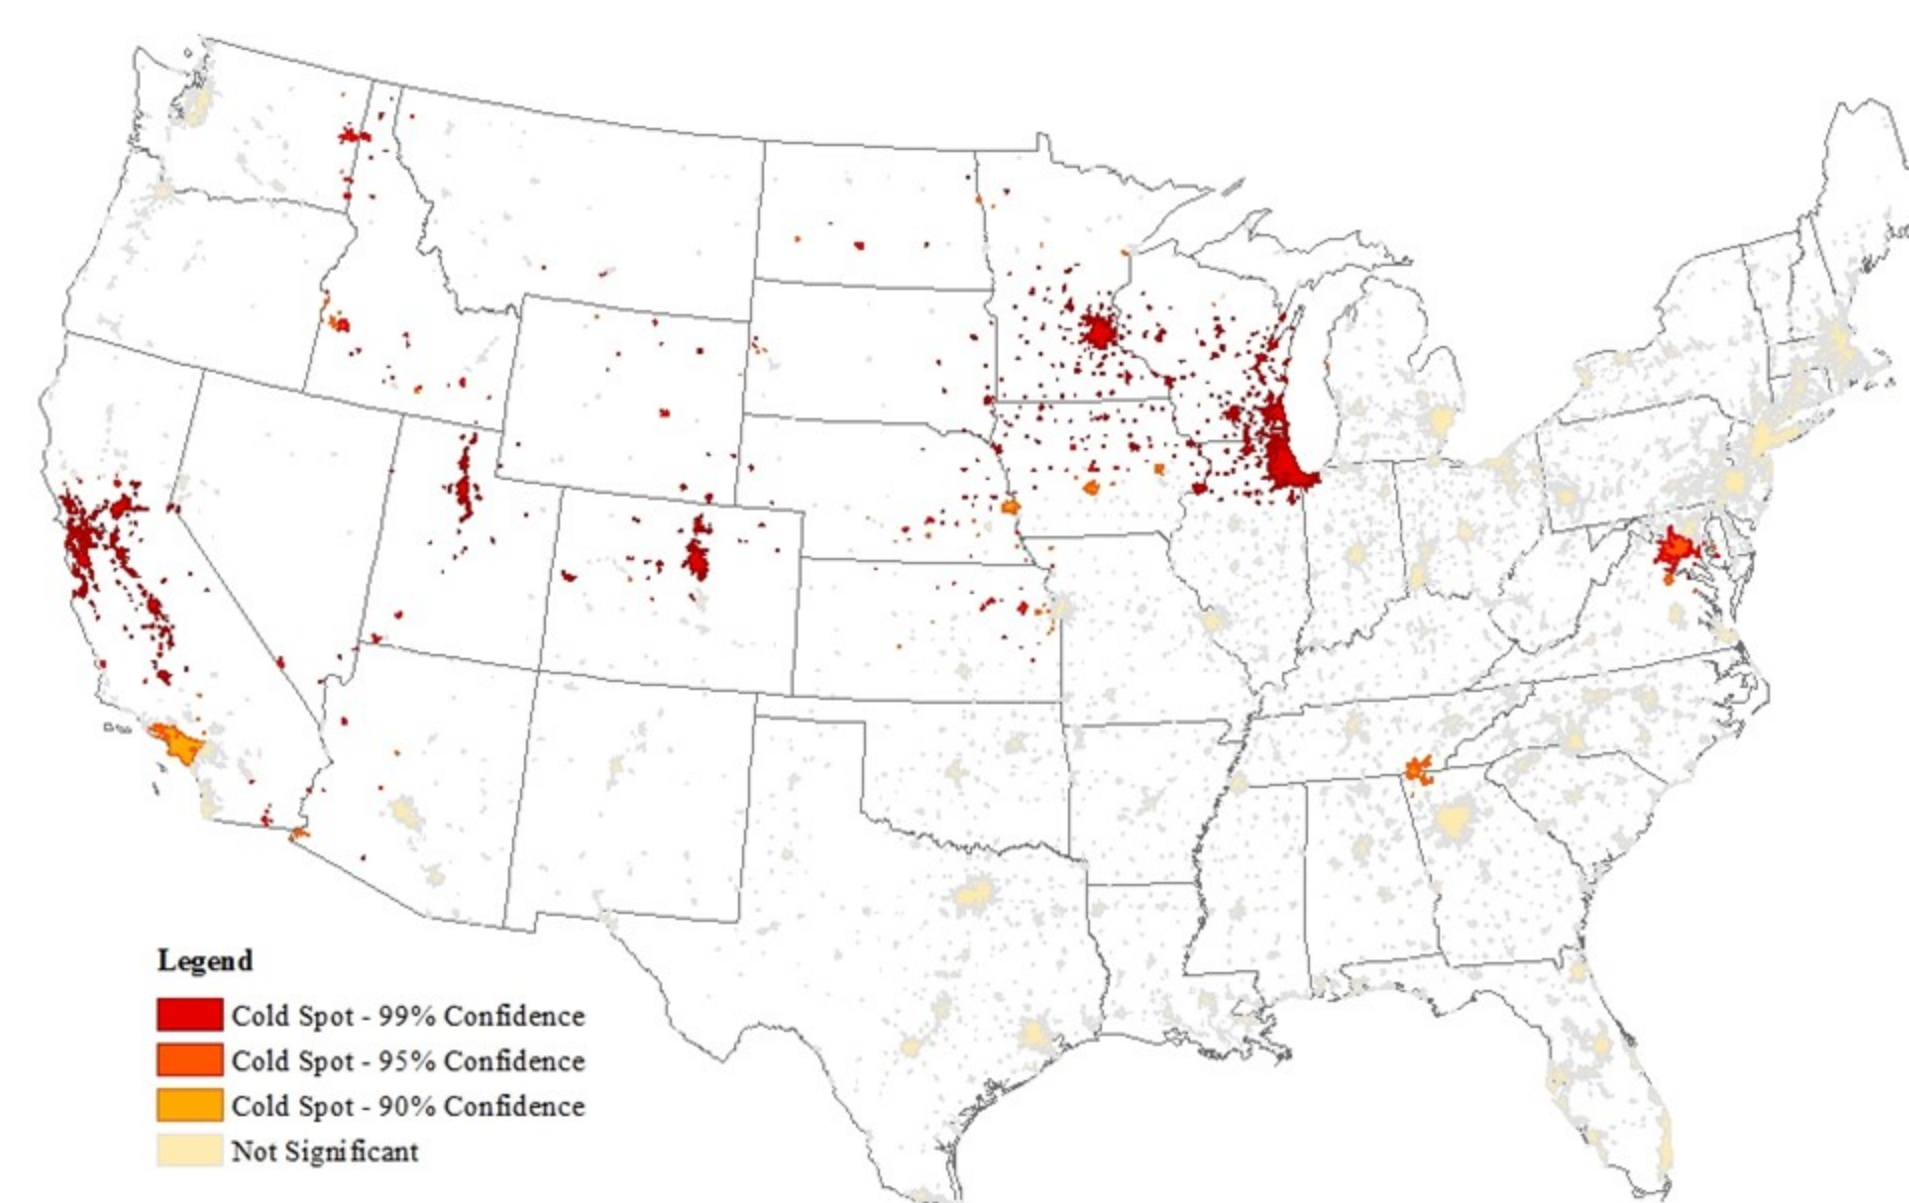 Legend
Cold Spot - 99% Confidence
Cold Spot - 95% Confidence
Cold Spot - 90% Confidence
Not Significant